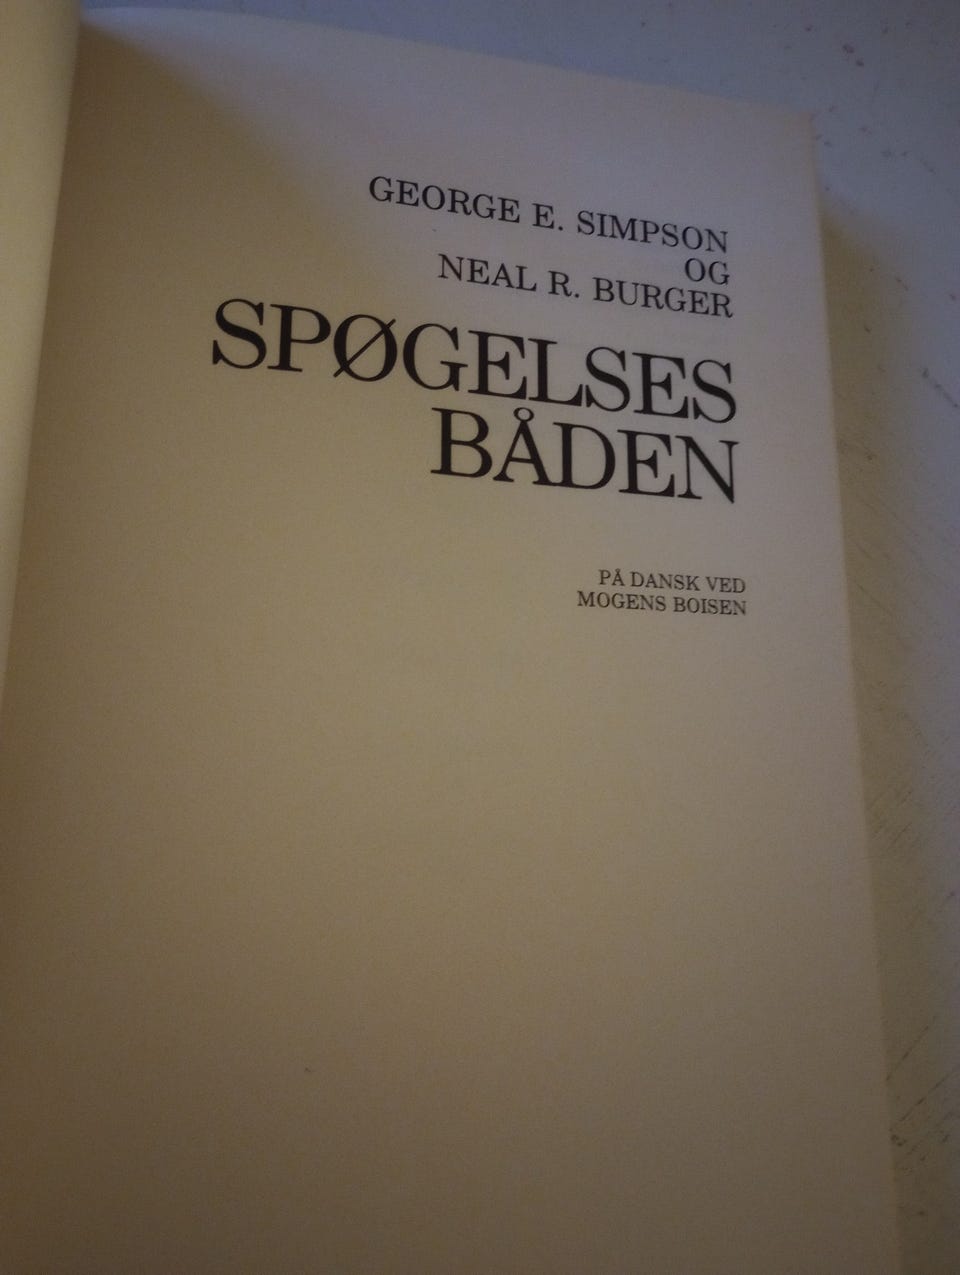 GEORGE E. SIMPSON
OG
NEAL R. BURGER
SPØGELSES
BÅDEN
PÅ DANSK VED
MOGENS BOISEN